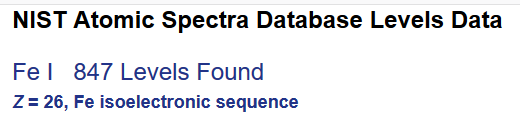 NIST Atomic Spectra Database Levels Data
Fe I 847 Levels Found
Z = 26, Fe isoelectronic sequence